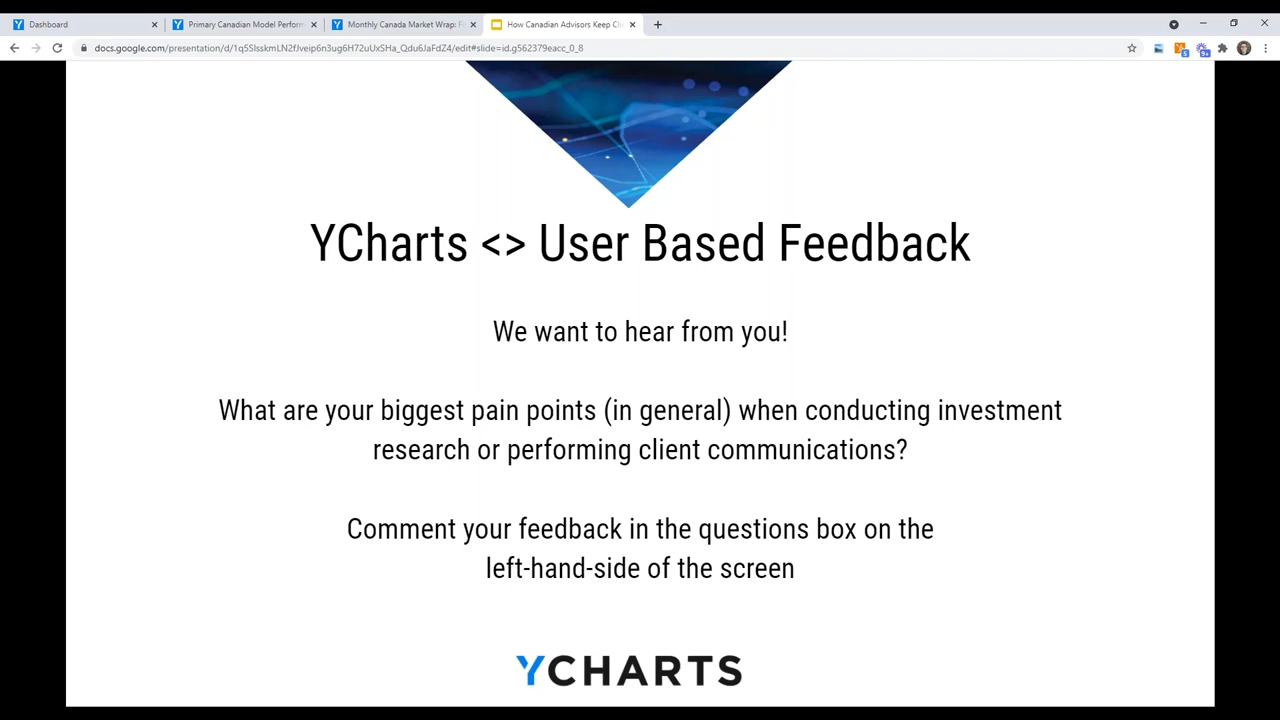 Dashboard
Primary Canadian Model Perform
Monthly Canada Market Wrap: Fe
How Canadian Advisors Keep Cli
docs.google.com/presentation/d/1q5SlsskmLN2fJveip6n3ug6H72uUxSHa_Qdu6JaFdZ4/edit#slide=id.g562379eacc_0_8
YCharts <> User Based Feedback
We want to hear from you!
What are your biggest pain points (in general) when conducting investment
research or performing client communications?
Comment your feedback in the questions box on the
left-hand-side of the screen
YCHARTS